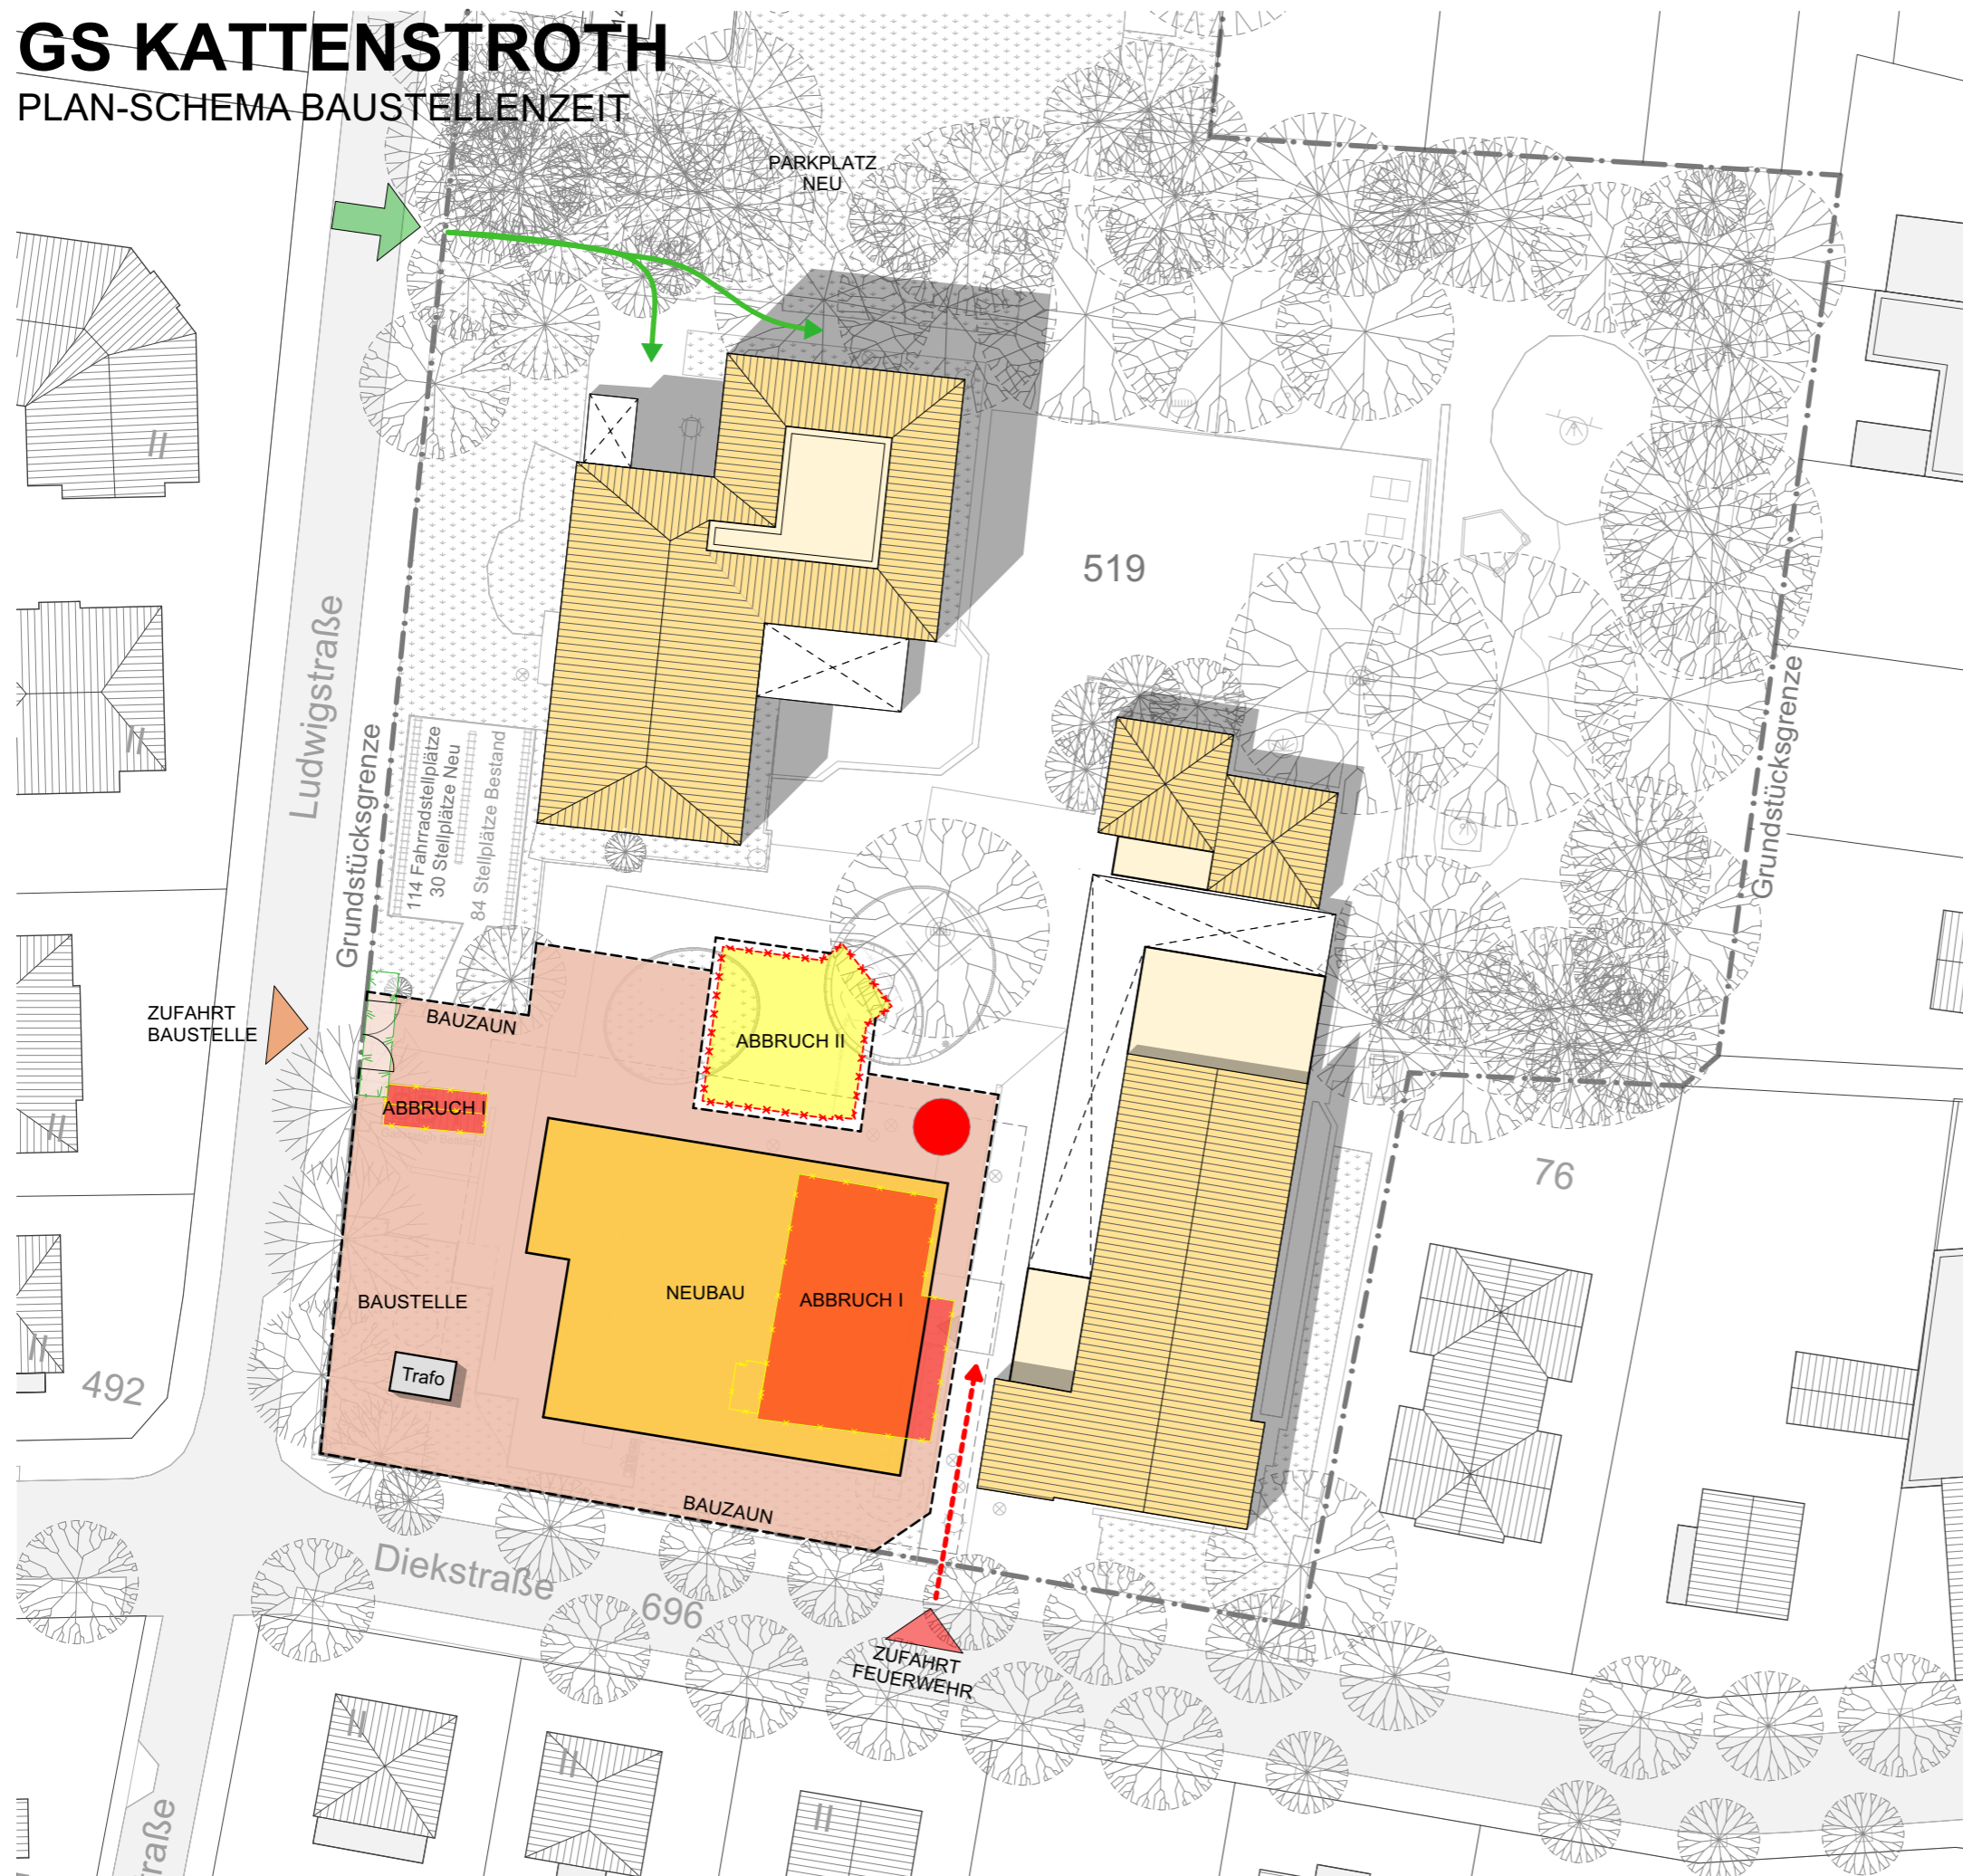 GS KATTENSTROTH
PLAN-SCHEMA BAUSTELLENZEIT
PARKPLATZ
NEU
II
519
II
Ludwigstraße
Grundstücksgrenze
114 Fahrradstellplätze
30 Stellplätze Neu
84 Stellplätze Bestand
Grundstücksgrenze
ZUFAHRT
BAUSTELLE
BAUZAUN
ABBRUCH II
ABBRUCH I
II
76
NEUBAU
ABBRUCH I
BAUSTELLE
II
Trafo
492
BAUZAUN
Diekstraße
696
ZUFAHRT
FEUERWEHR
II
II
II
raße